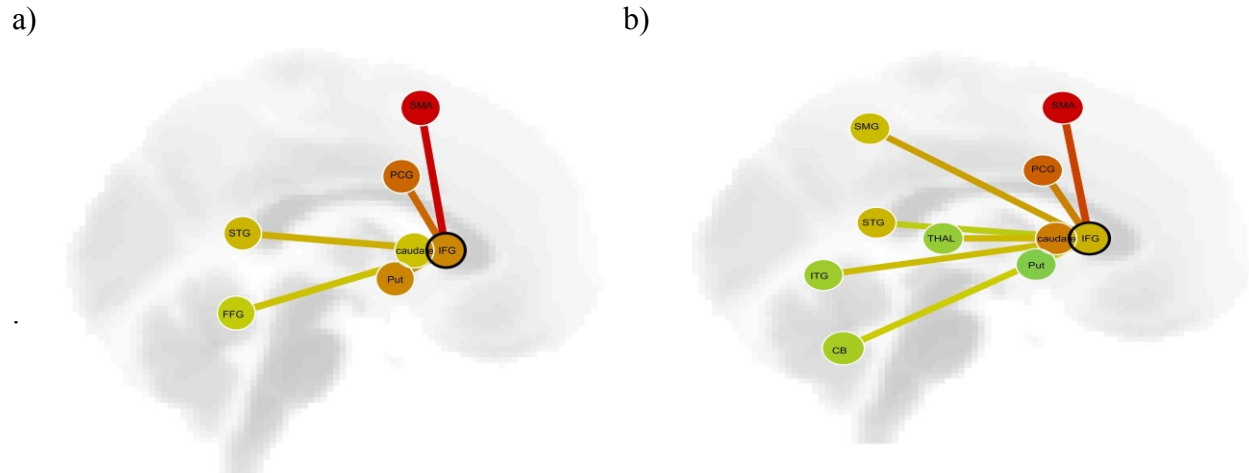 a)
SMA
PCG
STG
caudate
IFG
Put
FFG
.
b)
SMA
SMG
PCG
STG
THAL
caudate
IFG
Put
ITG
CB